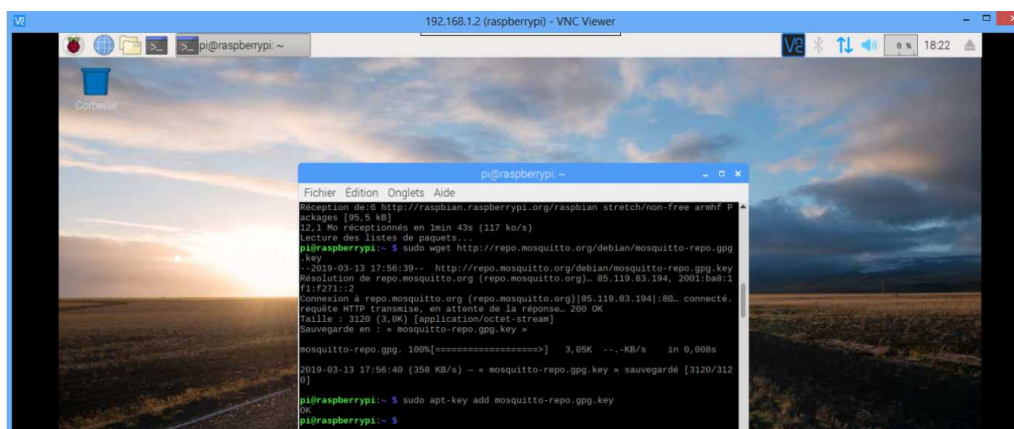 192.168.1.2 (raspberrypi) - VNC Viewer
pi@raspberrypi: ~
0 %
18:22
Corbeille
pi@raspberrypi: ~
Fichier Édition Onglets Aide
Réception de:6 http://raspbian.raspberrypi.org/raspbian stretch/non-free armhf P
ackages [95,5 kB]
12,1 Mo réceptionnés en 1min 43s (117 ko/s)
Lecture des listes de paquets...
pi@raspberrypi:~ $ sudo wget http://repo.mosquitto.org/debian/mosquitto-repo.gpg
.key
--2019-03-13 17:56:39-- http://repo.mosquitto.org/debian/mosquitto-repo.gpg.key
Résolution de repo.mosquitto.org (repo.mosquitto.org)… 85.119.83.194, 2001:ba8:1
f1:f271::2
Connexion à repo.mosquitto.org (repo.mosquitto.org)|85.119.83.194|:80… connecté.
requête HTTP transmise, en attente de la réponse… 200 OK
Taille : 3120 (3,0K) [application/octet-stream]
Sauvegarde en : « mosquitto-repo.gpg.key »
mosquitto-repo.gpg. 100%[===================>] 3,05K --.-KB/s in 0,008s
2019-03-13 17:56:40 (358 KB/s) — « mosquitto-repo.gpg.key » sauvegardé [3120/312
0]
pi@raspberrypi:~ $ sudo apt-key add mosquitto-repo.gpg.key
OK
pi@raspberrypi:~ $